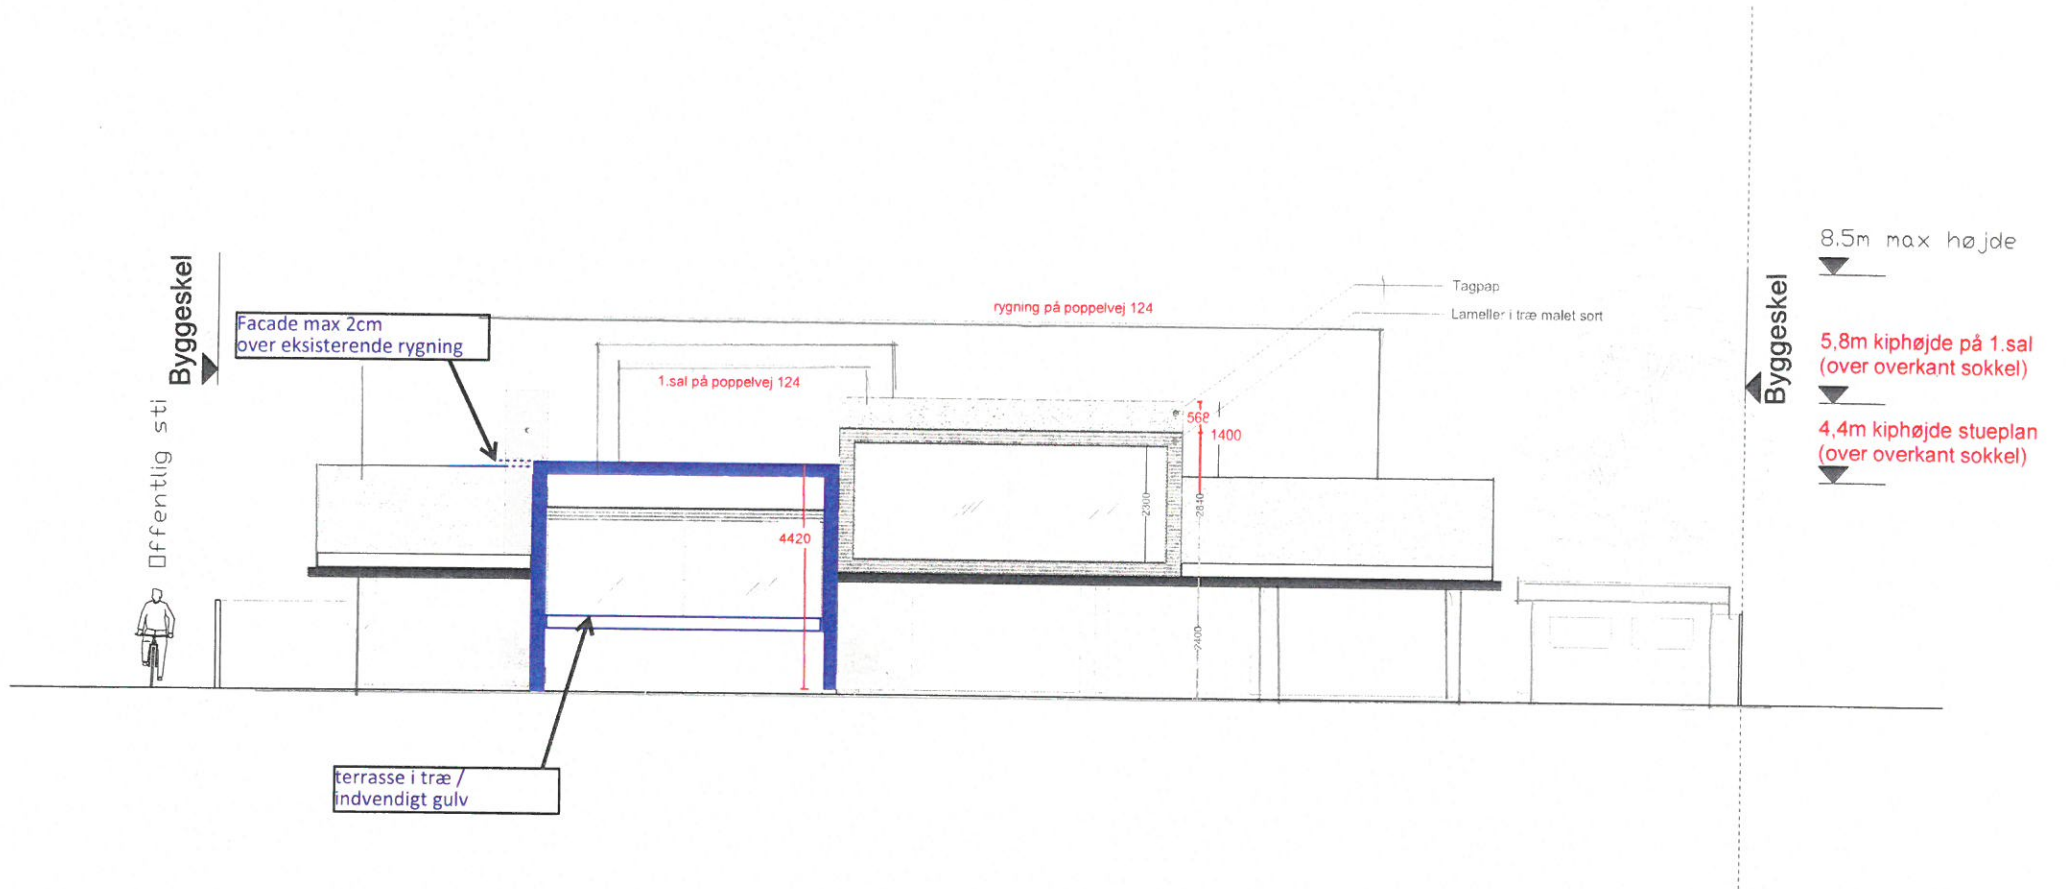 8.5m max højde
Byggeskel
Byggeskel
rygning på poppelvej 124
Tagpap
Lameller i træ malet sort
Facade max 2cm
over eksisterende rygning
5,8m kiphøjde på 1.sal
(over overkant sokkel)
1.sal på poppelvej 124
Offentlig sti
568
1400
4,4m kiphøjde stueplan
(over overkant sokkel)
2300
2840
4420
2400
terrasse i træ /
indvendigt gulv